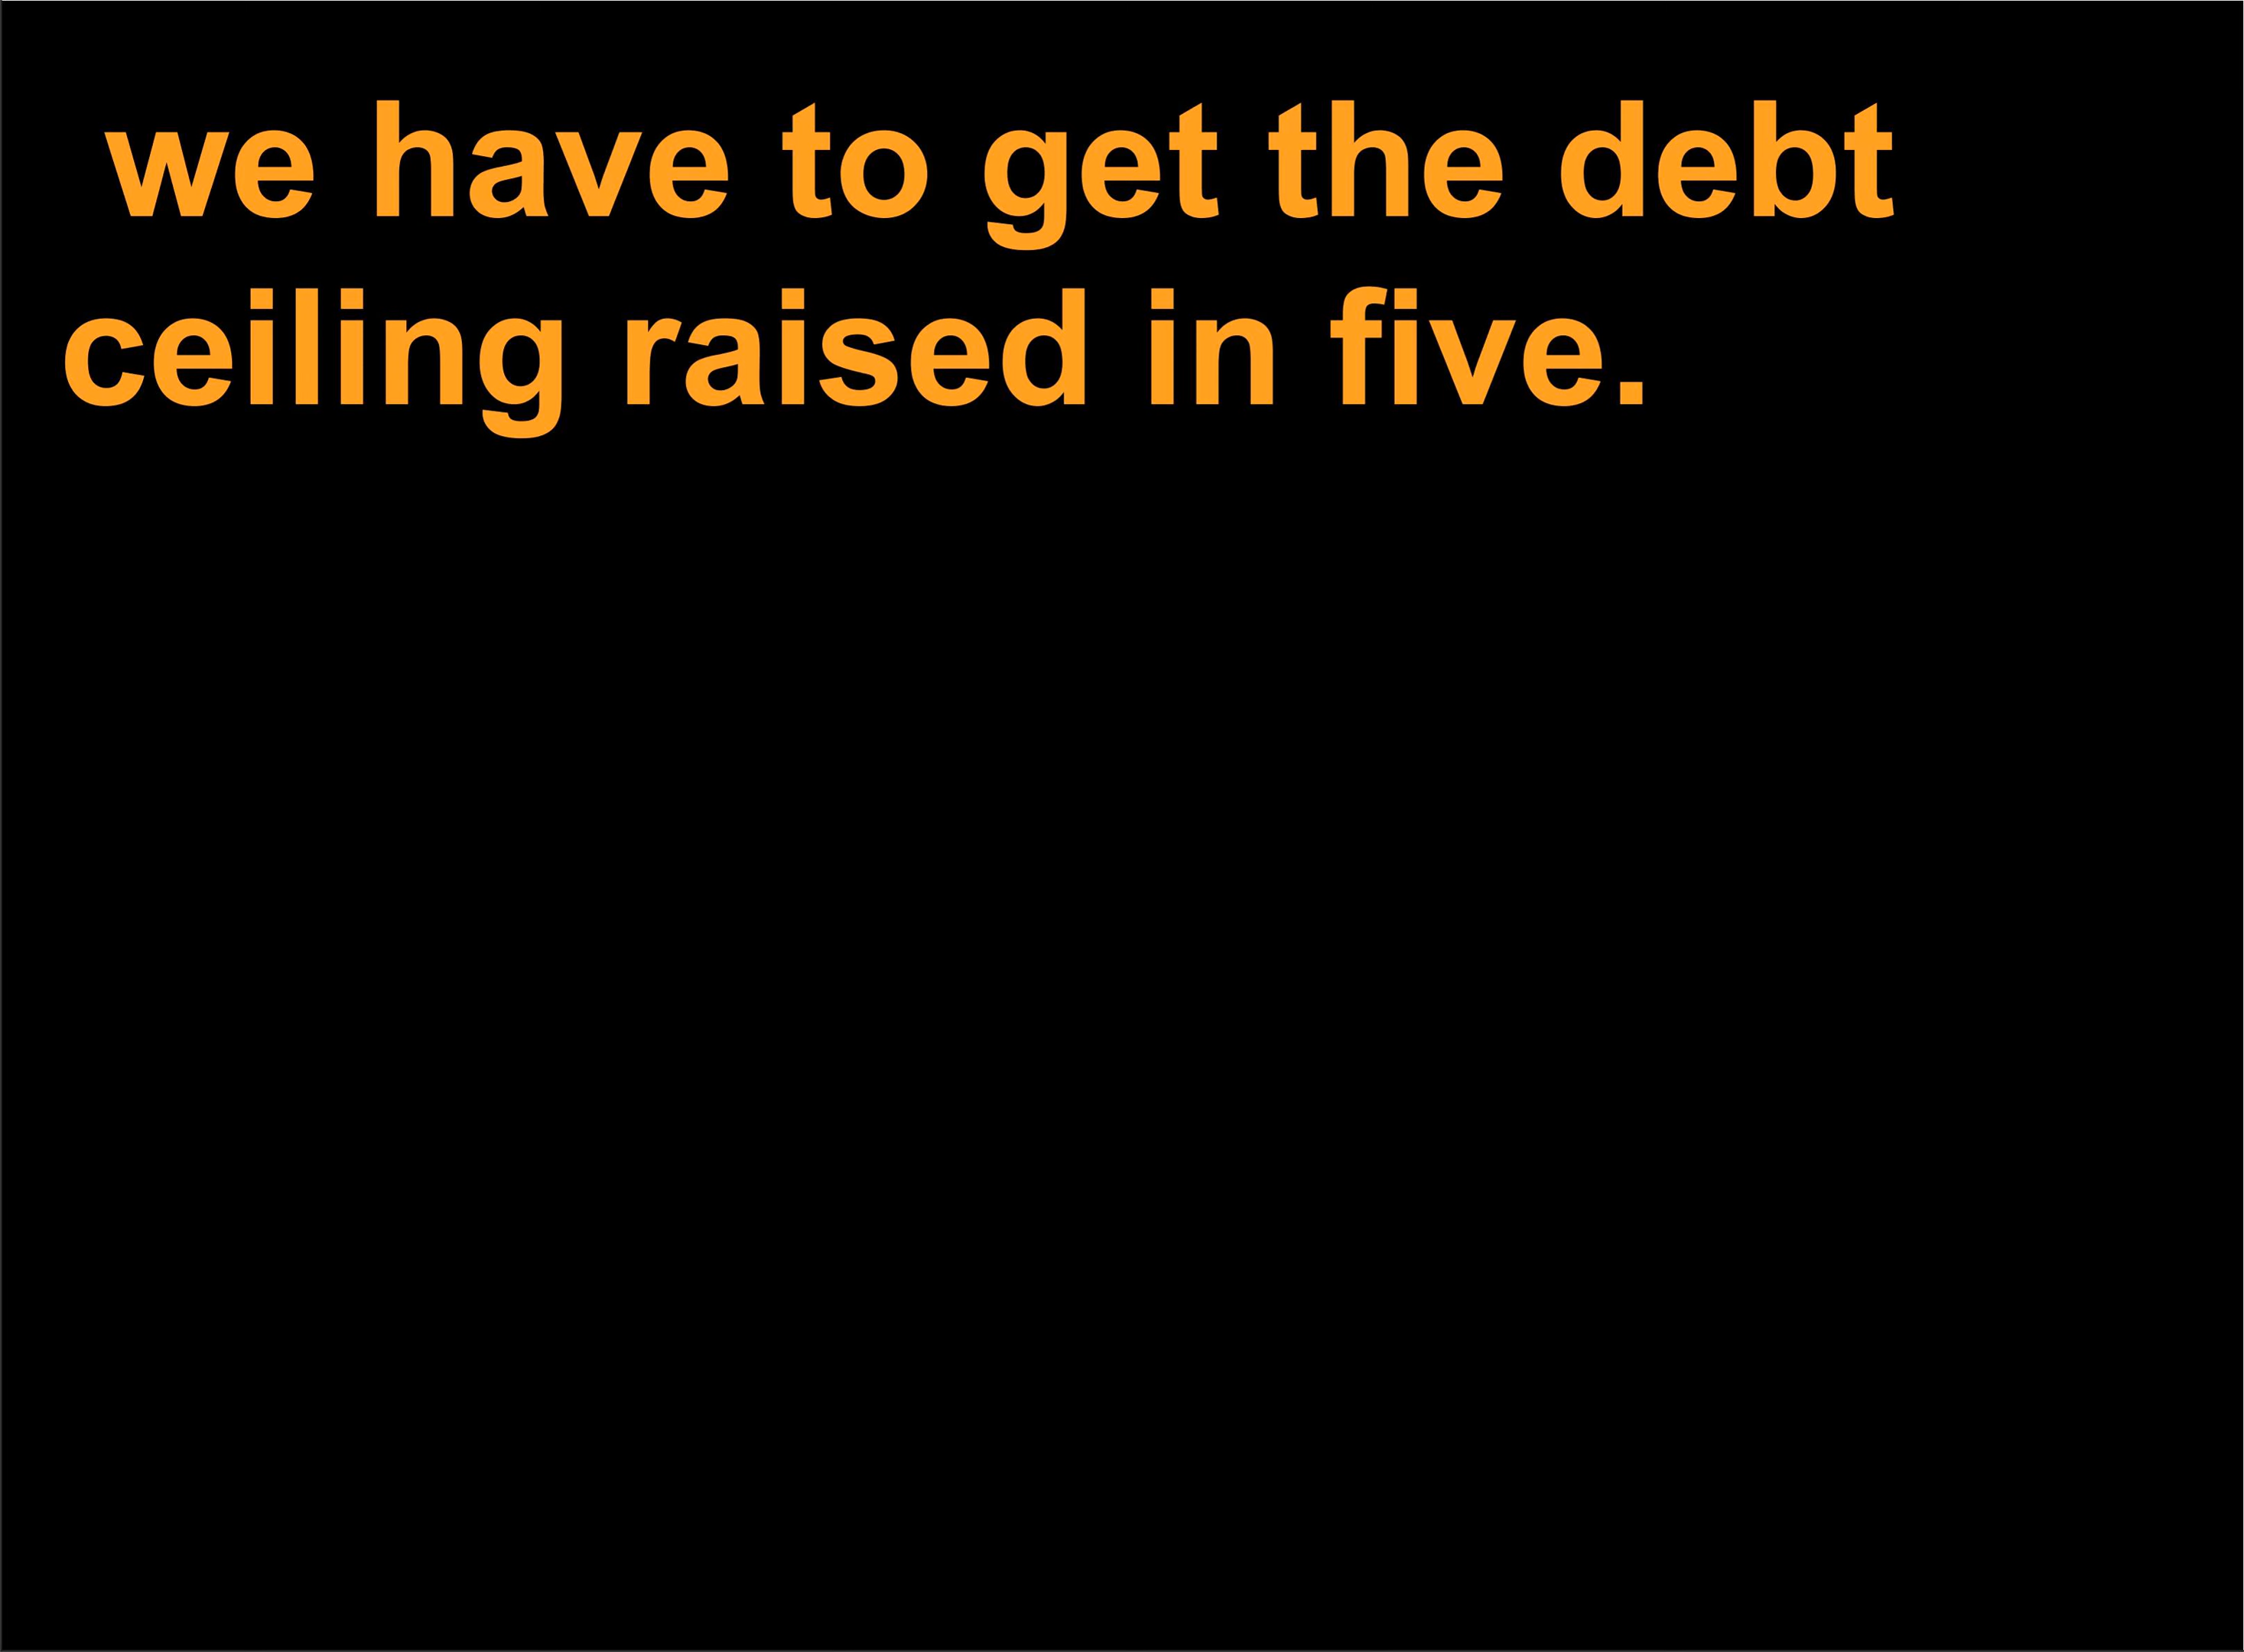 we have to get the debt
ceiling raised in five.